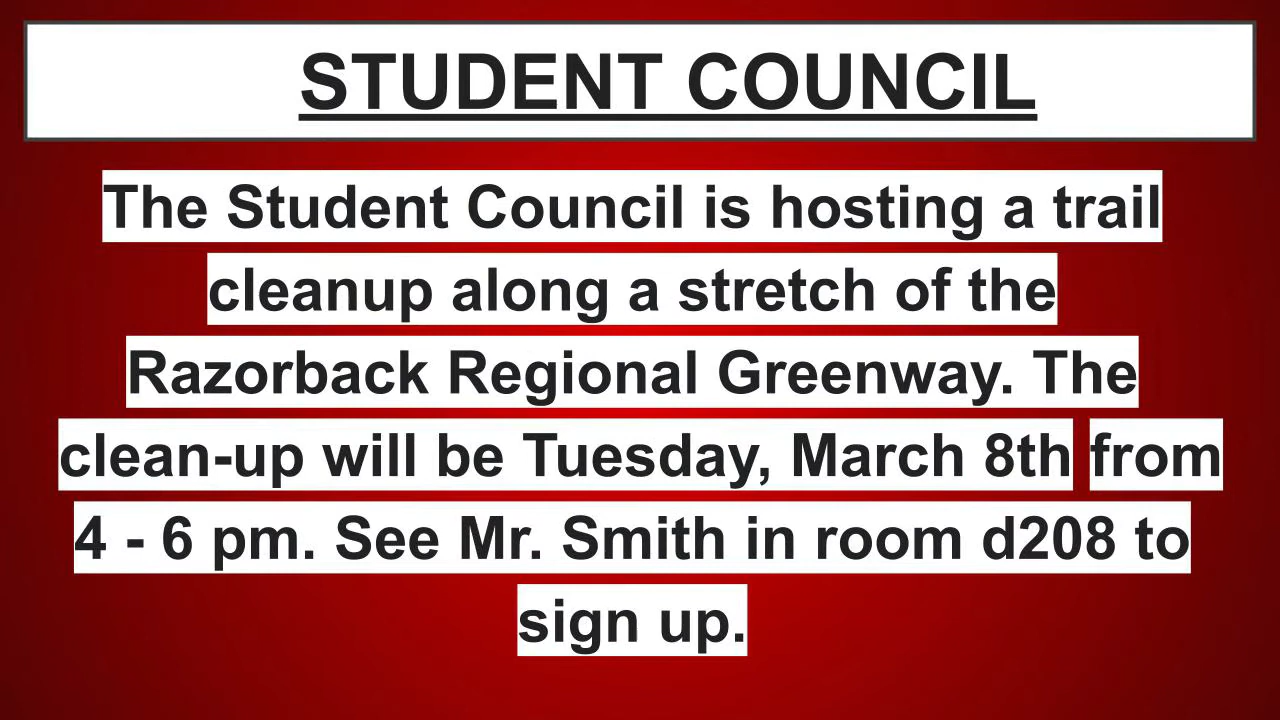 STUDENT COUNCIL
The Student Council is hosting a trail
cleanup along a stretch of the
Razorback Regional Greenway. The
clean-up will be Tuesday, March 8th from
4 - 6 pm. See Mr. Smith in room d208 to
sign up.